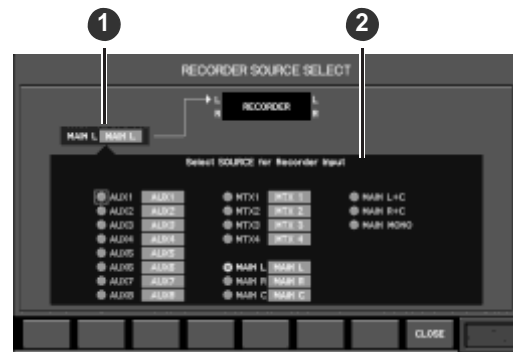 1 2
RECORDER SOURCE SELECT
L RECORDER L
R R
MAIN L MAIN L
Select SOURCE for Recorder Input
AUX1 AUX1 MTX1 MTX 1 MAIN L+C
AUX2 AUX2 MTX2 MTX 2 MAIN R+C
AUX3 AUX3 MTX3 MTX 3 MAIN MONO
AUX4 AUX4 MTX4 MTX 4
AUX5 AUX5
AUX6 AUX6 MAIN L MAIN L
AUX7 AUX7 MAIN R MAIN R
AUX8 AUX8 MAIN C MAIN C
CLOSE